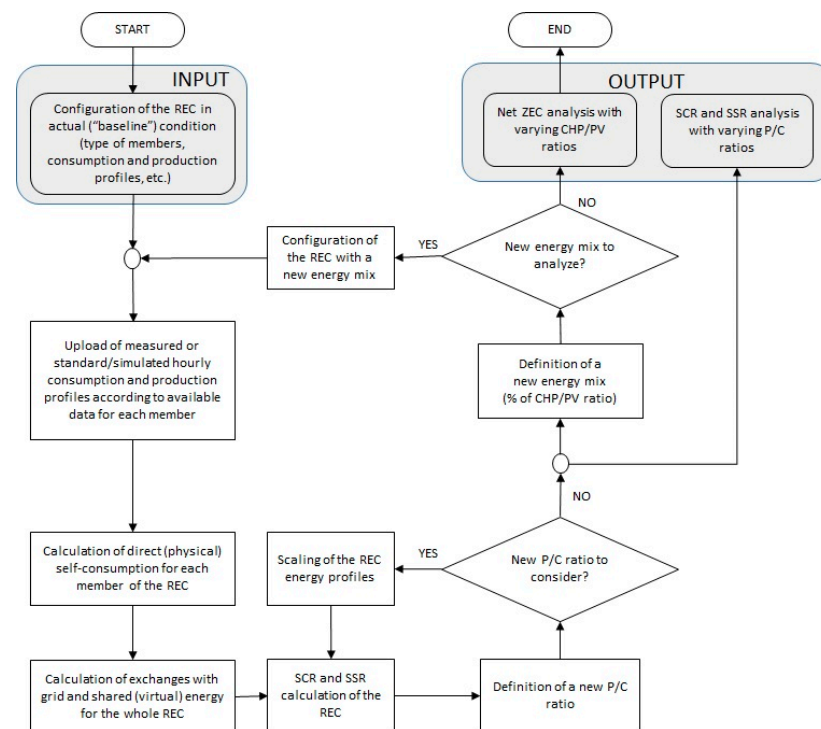 START
END
INPUT
OUTPUT
Configuration of the REC in
actual (“baseline”) condition
(type of members,
consumption and production
profiles, etc.)
Net ZEC analysis with
varying CHP/PV
ratios
SCR and SSR analysis
with varying P/C
ratios
NO
Configuration of
the REC with a
new energy mix
YES
New energy mix to
analyze?
Upload of measured or
standard/simulated hourly
consumption and production
profiles according to available
data for each member
Definition of a
new energy mix
(% of CHP/PV ratio)
NO
Calculation of direct (physical)
self-consumption for each
member of the REC
Scaling of the REC
energy profiles
YES
New P/C ratio to
consider?
Calculation of exchanges with
grid and shared (virtual) energy
for the whole REC
SCR and SSR
calculation of the
REC
Definition of a new P/C
ratio